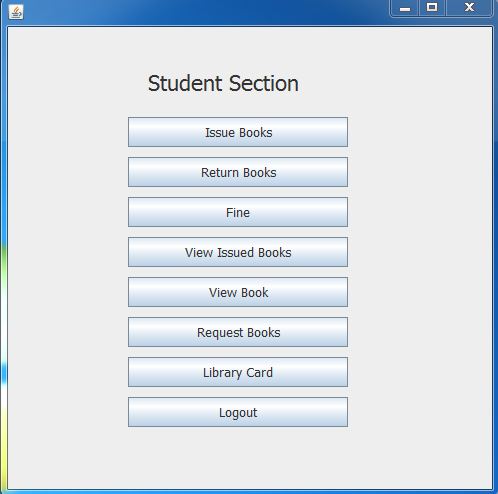 Student Section
Issue Books
Return Books
Fine
View Issued Books
View Book
Request Books
Library Card
Logout